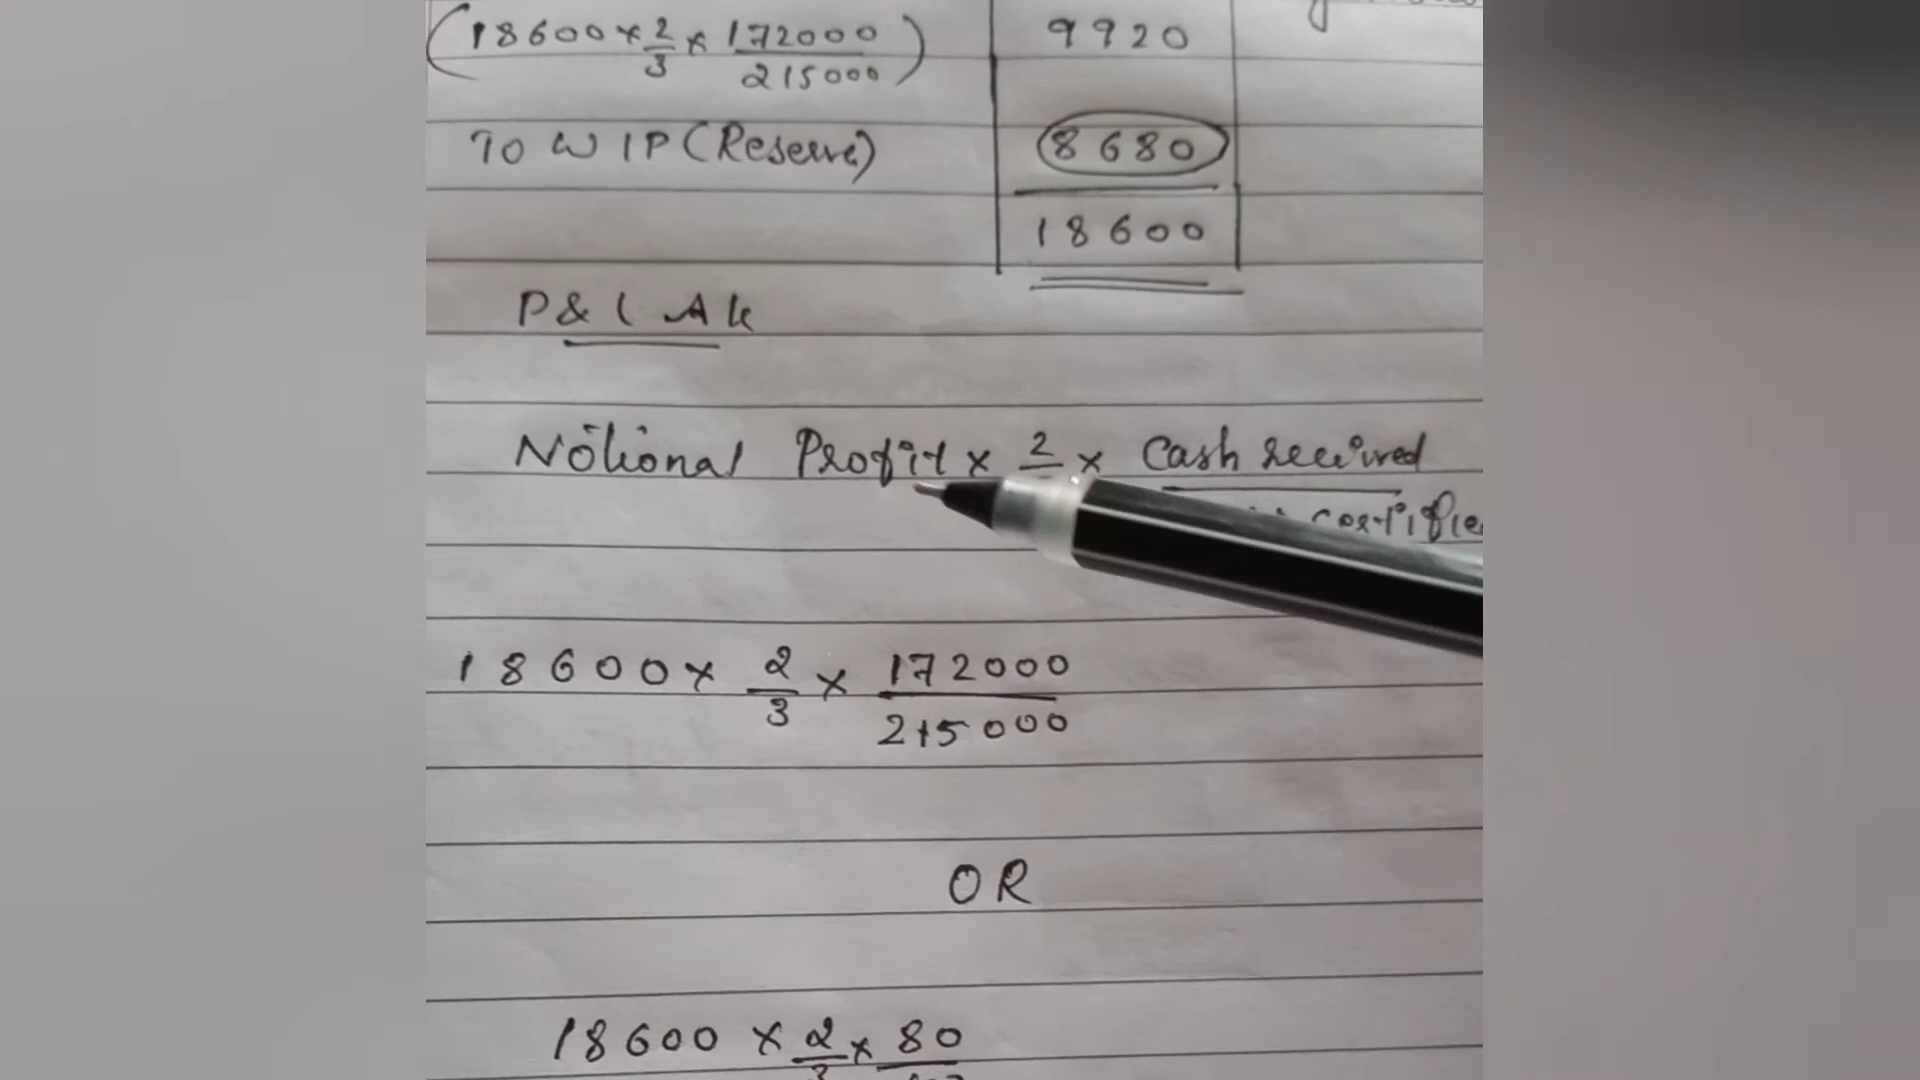 (18600 × 2/3 × 172000/215000) 9920
To WIP (Reserve) 8680
18600
P&L A/c
Notional Profit × 2 × Cash received
certifie
18600 × 2/3 × 172000/215000
OR
18600 × 2/3 × 80